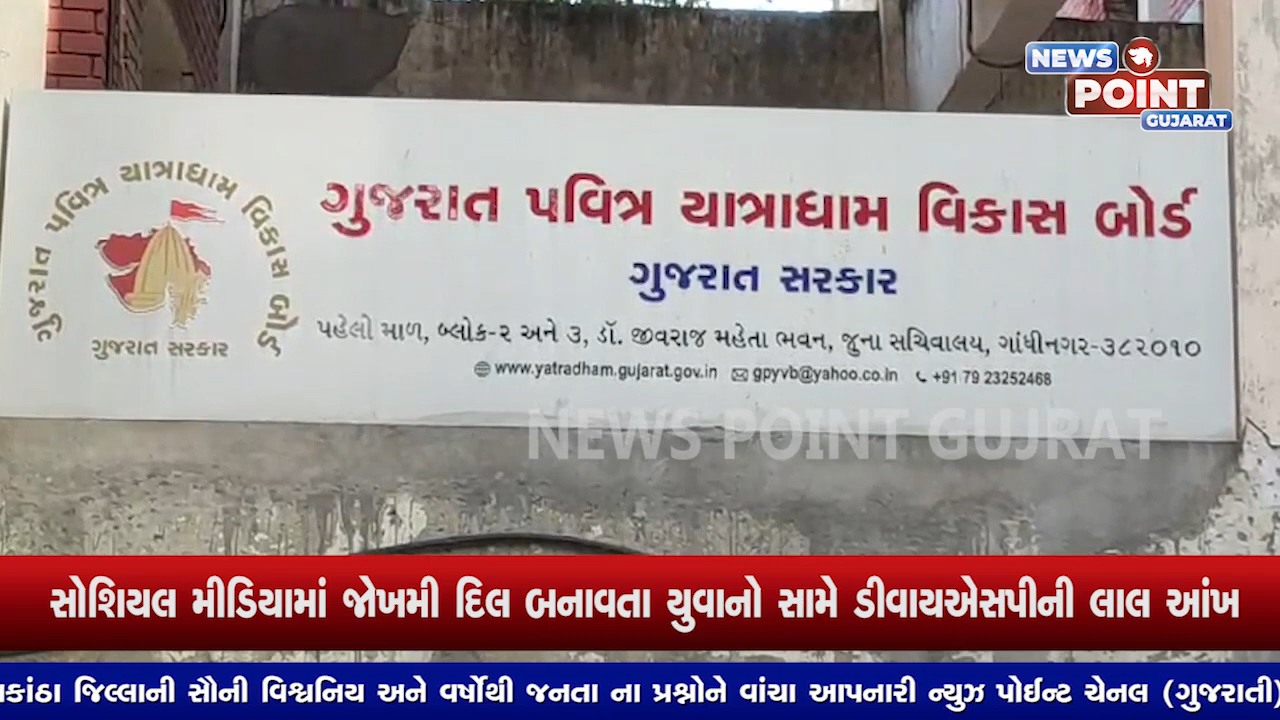 NEWS
POINT
GUJARAT
ગુજરાત પવિત્ર યાત્રાધામ વિકાસ બોર્ડ
ગુજરાત સરકાર
ગુજરાત પવિત્ર યાત્રાધામ વિકાસ બોર્ડ
ગુજરાત સરકાર
પહેલો માળ, બ્લોક-૨ અને ૩, ડૉ. જીવરાજ મહેતા ભવન, જુના સચિવાલય, ગાંધીનગર-૩૮૨૦૧૦
www.yatradham.gujarat.gov.in gpyvb@yahoo.co.in +91 79 23252468
NEWS POINT GUJRAT
સોશિયલ મીડિયામાં જોખમી દિલ બનાવતા યુવાનો સામે ડીવાયએસપીની લાલ આંખ
કાંઠા જિલ્લાની સૌની વિશ્વનિય અને વર્ષોથી જનતા ના પ્રશ્નોને વાંચા આપનારી ન્યુઝ પોઈન્ટ ચેનલ (ગુજરાતી)